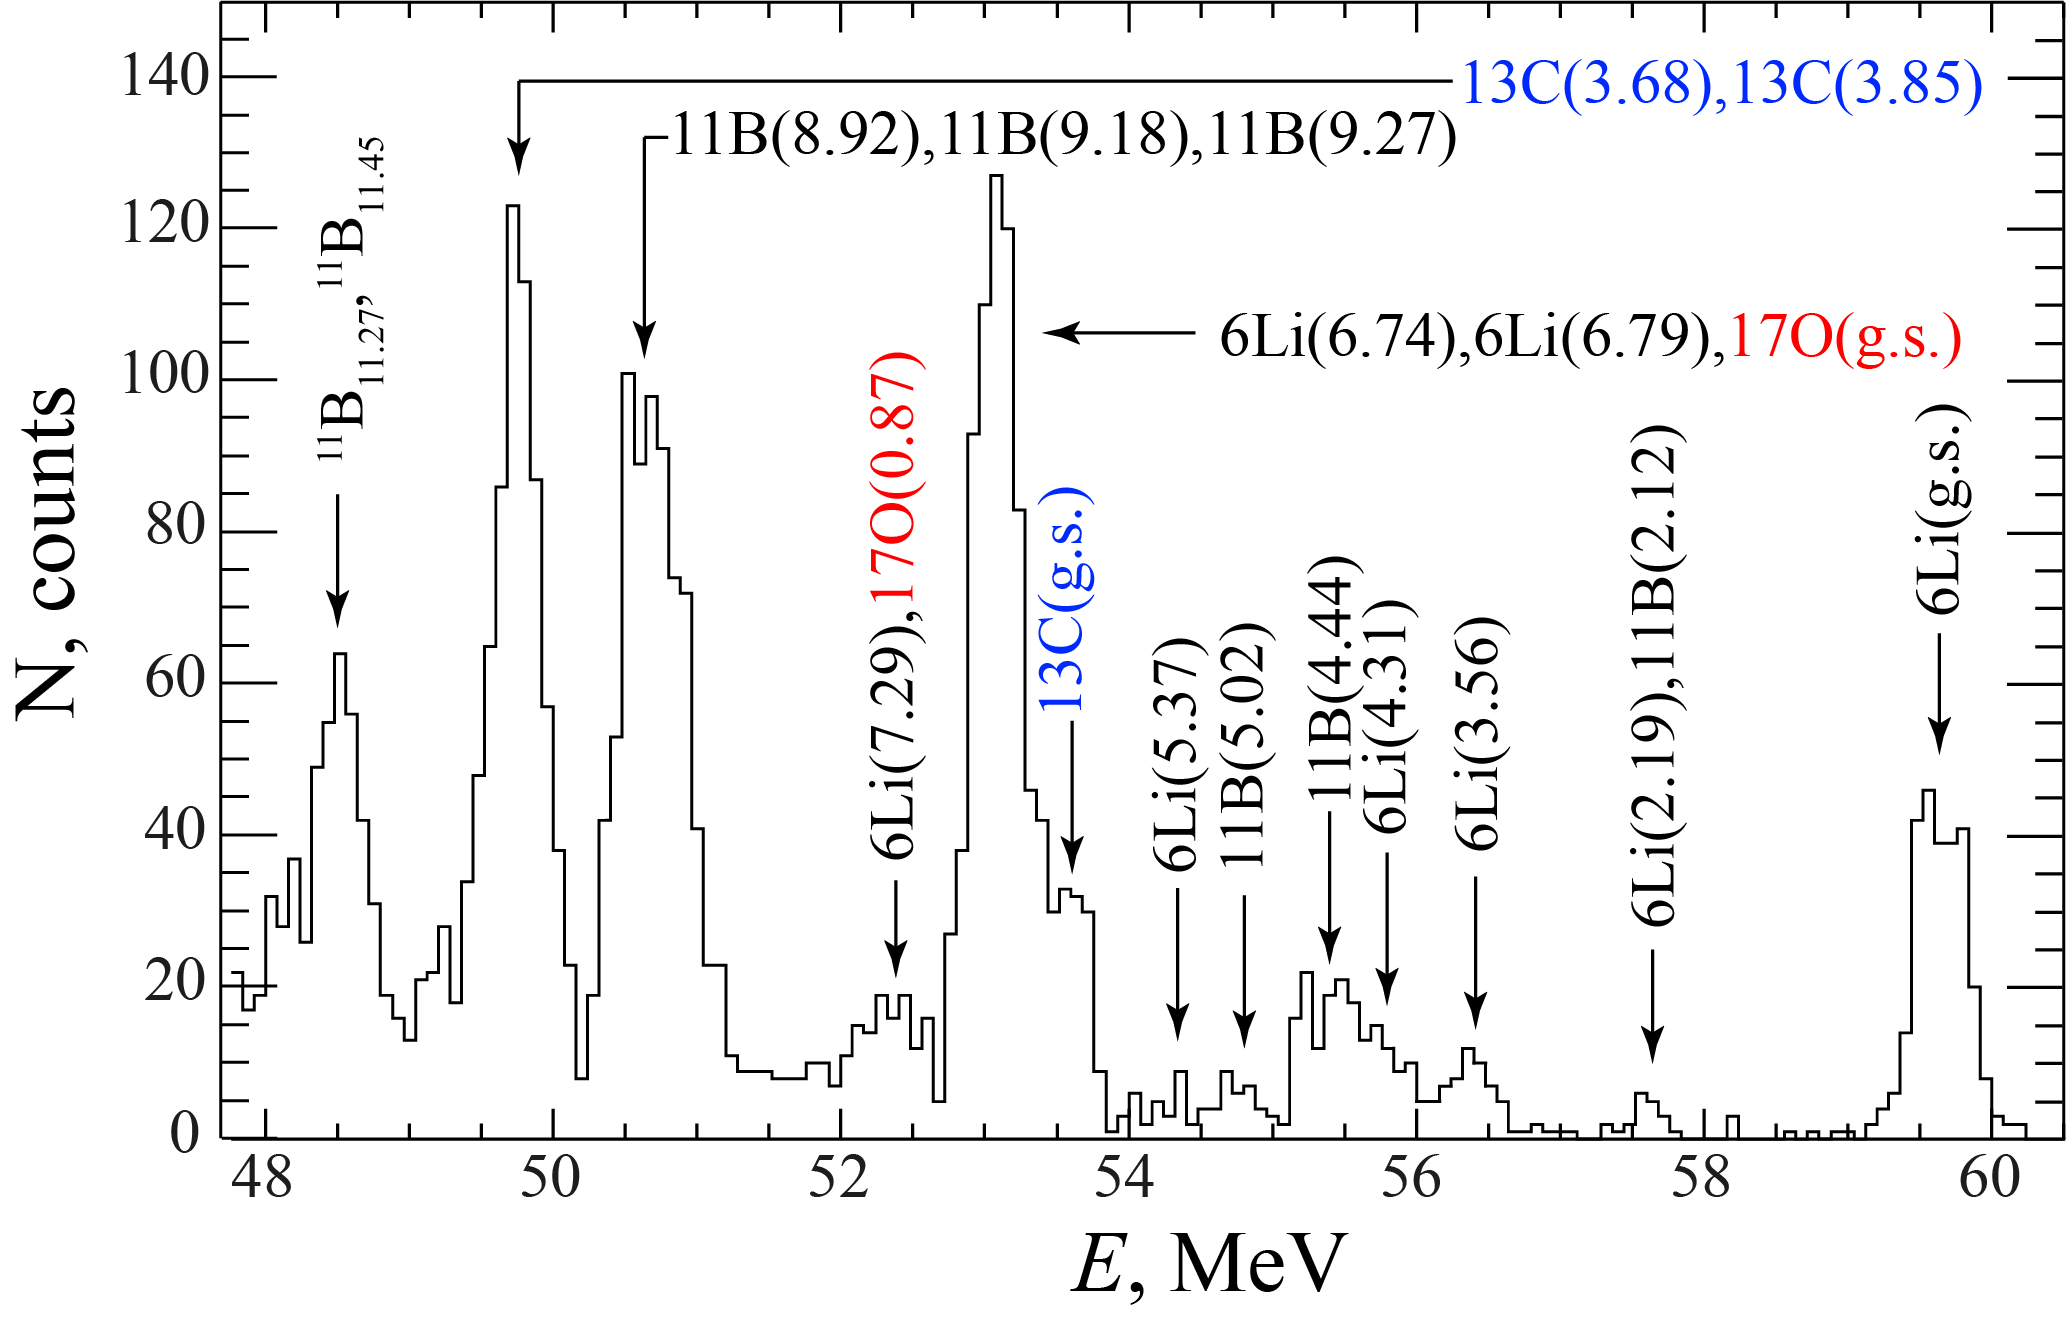 140
120
100
80
60
40
20
0
N, counts
13C(3.68),13C(3.85)
11B(8.92),11B(9.18),11B(9.27)
6Li(6.74),6Li(6.79),17O(g.s.)
11B11.27, 11B11.45
6Li(7.29),17O(0.87)
13C(g.s.)
6Li(5.37)
11B(5.02)
11B(4.44)
6Li(4.31)
6Li(3.56)
6Li(2.19),11B(2.12)
6Li(g.s.)
48 50 52 54 56 58 60
E, MeV